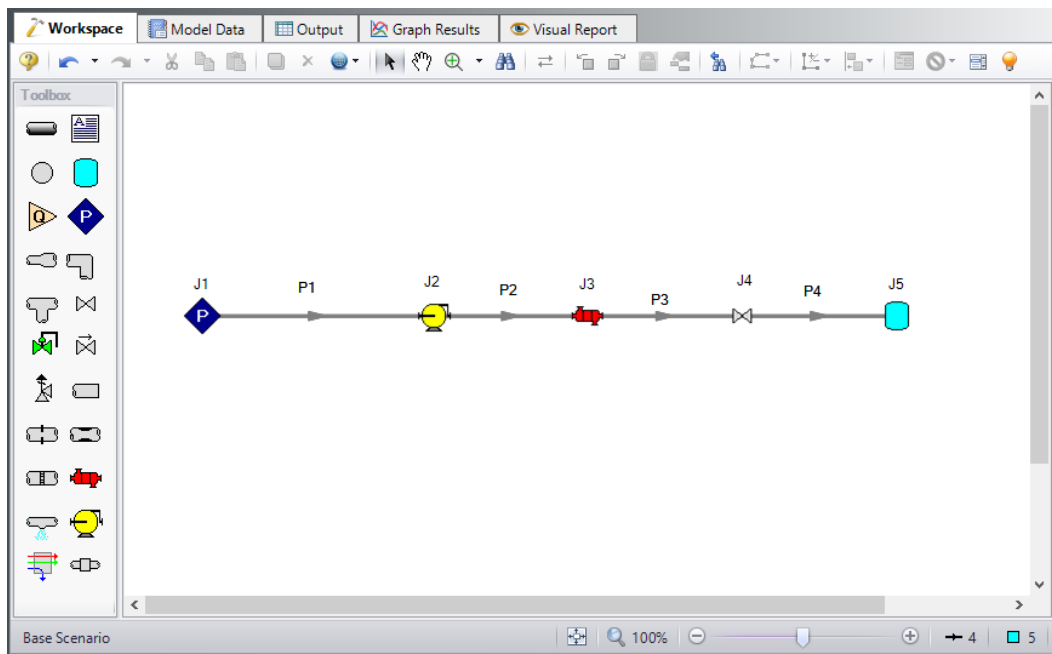 Workspace Model Data Output Graph Results Visual Report
Toolbox
A
Q P
J1 P1 J2 P2 J3 P3 J4 P4 J5
P
Base Scenario 100% 4 5